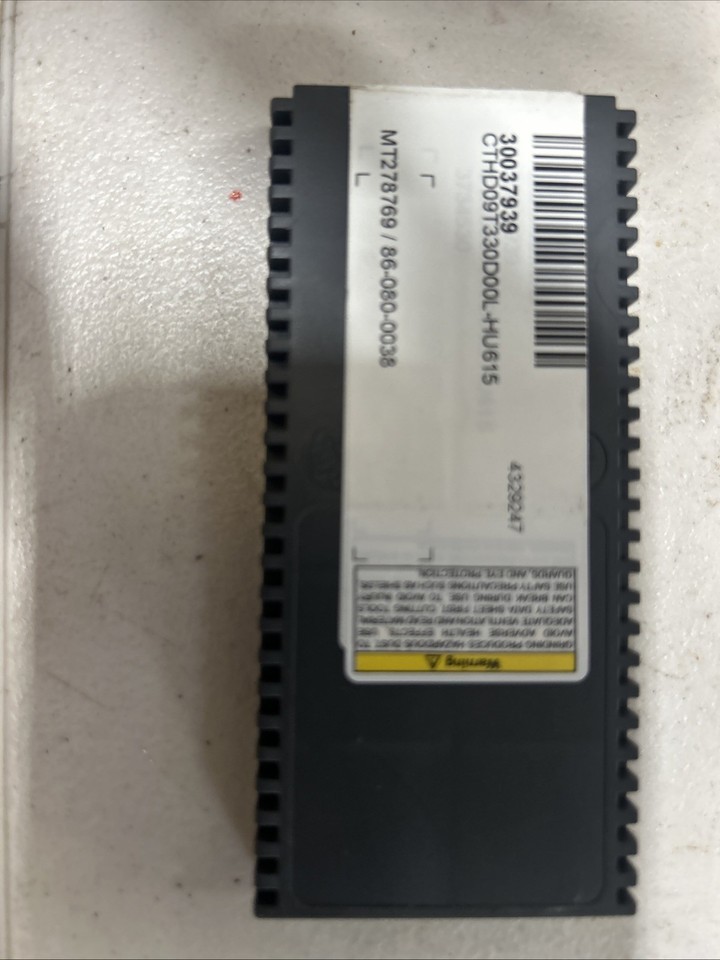 30037939
CTHD09T330D00L-HU615
4329247
MT278769 / 86-080-0038
Warning
GRINDING PRODUCES HAZARDOUS DUST. TO
AVOID ADVERSE HEALTH EFFECTS, USE
ADEQUATE VENTILATION AND READ MATERIAL
SAFETY DATA SHEET FIRST. CUTTING TOOLS
CAN BREAK DURING USE. TO AVOID INJURY
USE SAFETY PRECAUTIONS SUCH AS SHIELDS,
GUARDS, AND EYE PROTECTION.